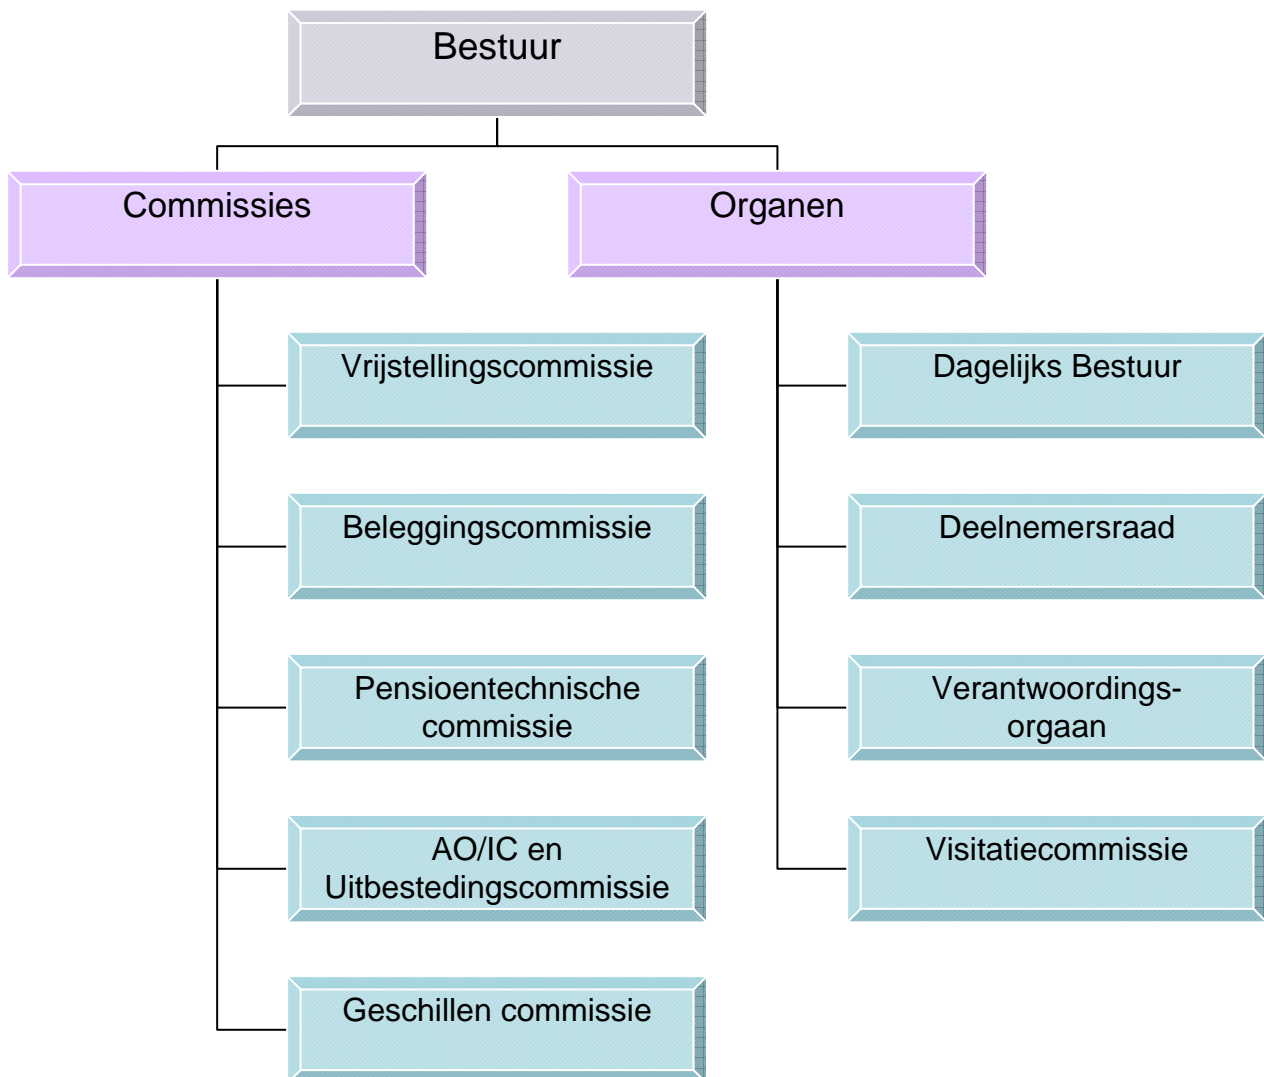 Bestuur
Commissies
Organen
Vrijstellingscommissie
Dagelijks Bestuur
Beleggingscommissie
Deelnemersraad
Pensioentechnische
commissie
Verantwoordings-
orgaan
AO/IC en
Uitbestedingscommissie
Visitatiecommissie
Geschillen commissie